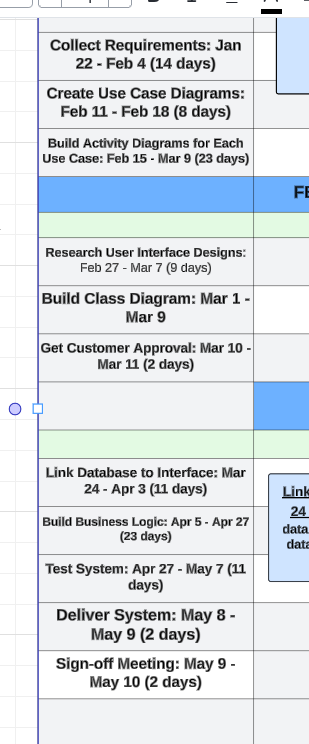 Collect Requirements: Jan
22 - Feb 4 (14 days)
Create Use Case Diagrams:
Feb 11 - Feb 18 (8 days)
Build Activity Diagrams for Each
Use Case: Feb 15 - Mar 9 (23 days)
FE
Research User Interface Designs:
Feb 27 - Mar 7 (9 days)
Build Class Diagram: Mar 1 -
Mar 9
Get Customer Approval: Mar 10 -
Mar 11 (2 days)
Link Database to Interface: Mar
24 - Apr 3 (11 days)
Link
24
data
data
Build Business Logic: Apr 5 - Apr 27
(23 days)
Test System: Apr 27 - May 7 (11
days)
Deliver System: May 8 -
May 9 (2 days)
Sign-off Meeting: May 9 -
May 10 (2 days)